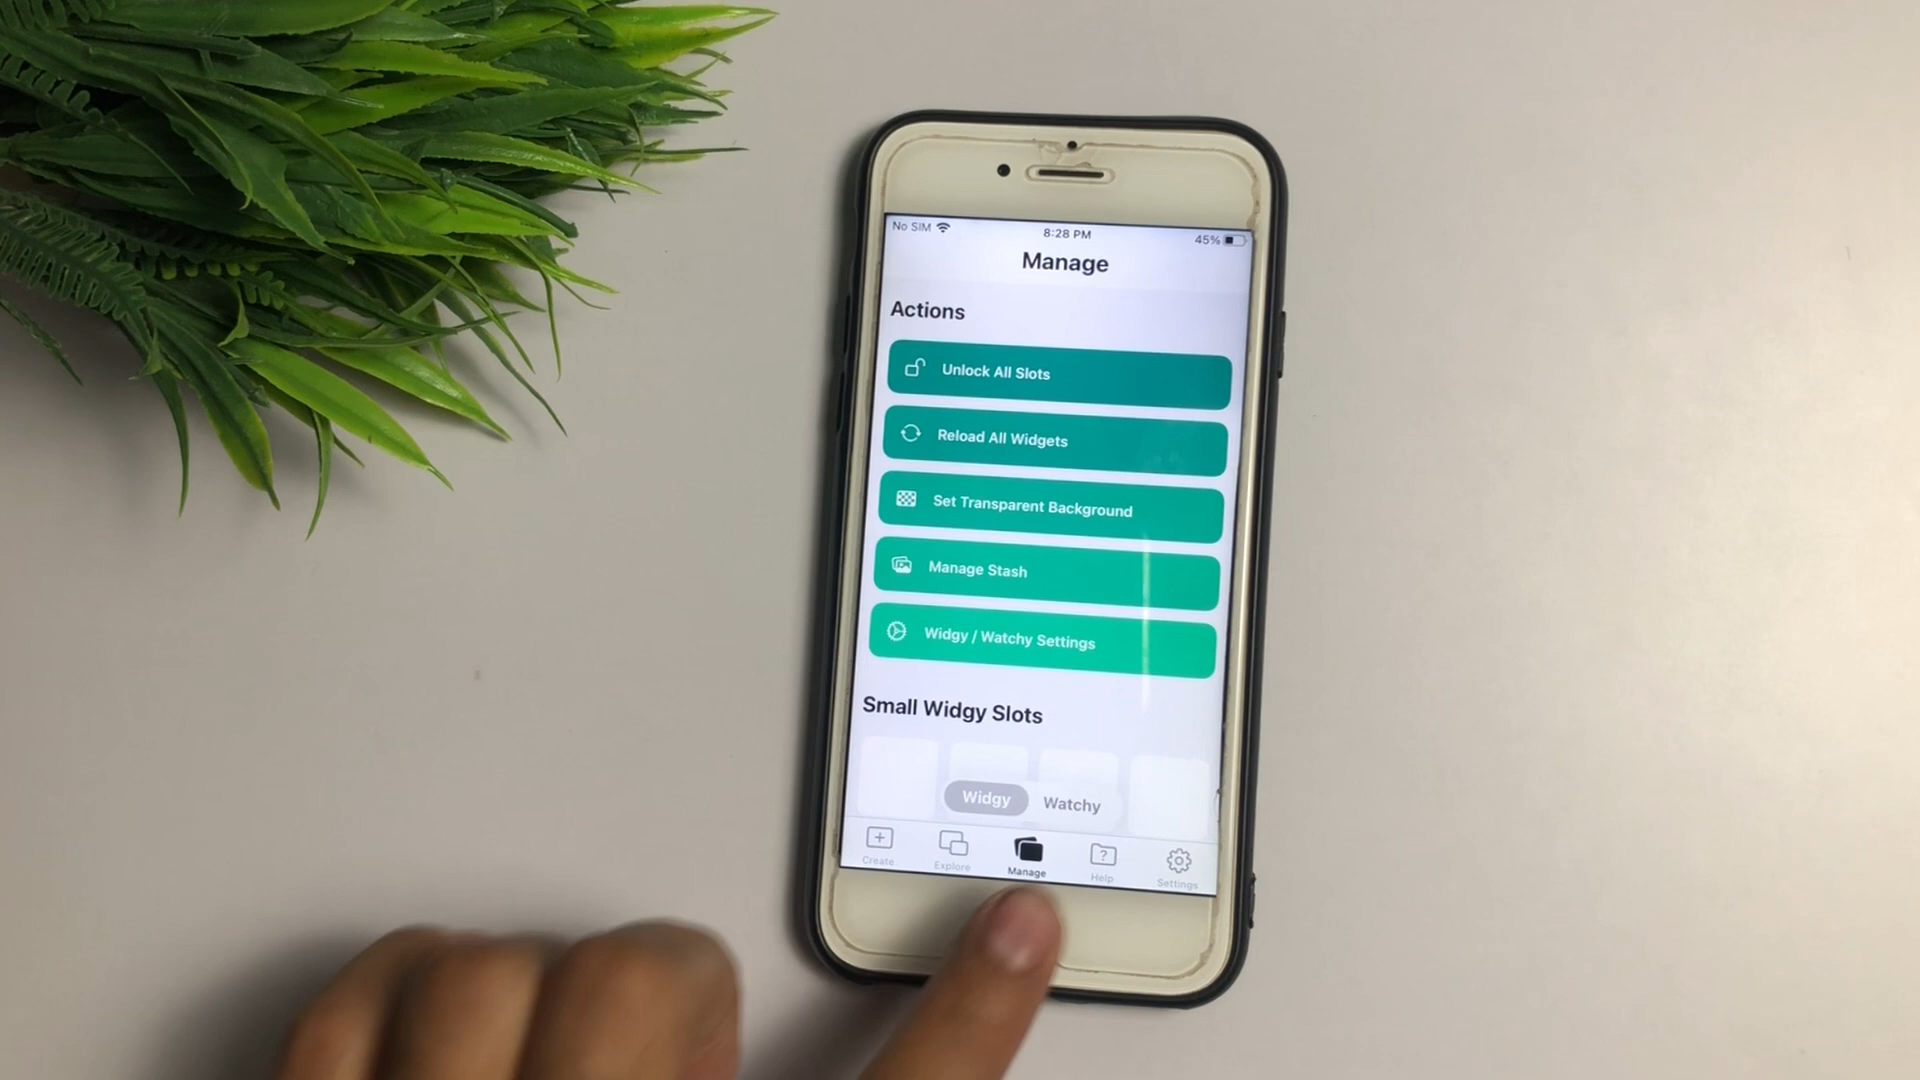 No SIM 8:28 PM 45%
Manage
Actions
Unlock All Slots
Reload All Widgets
Set Transparent Background
Manage Stash
Widgy / Watchy Settings
Small Widgy Slots
Widgy Watchy
Create Explore Manage Help Settings